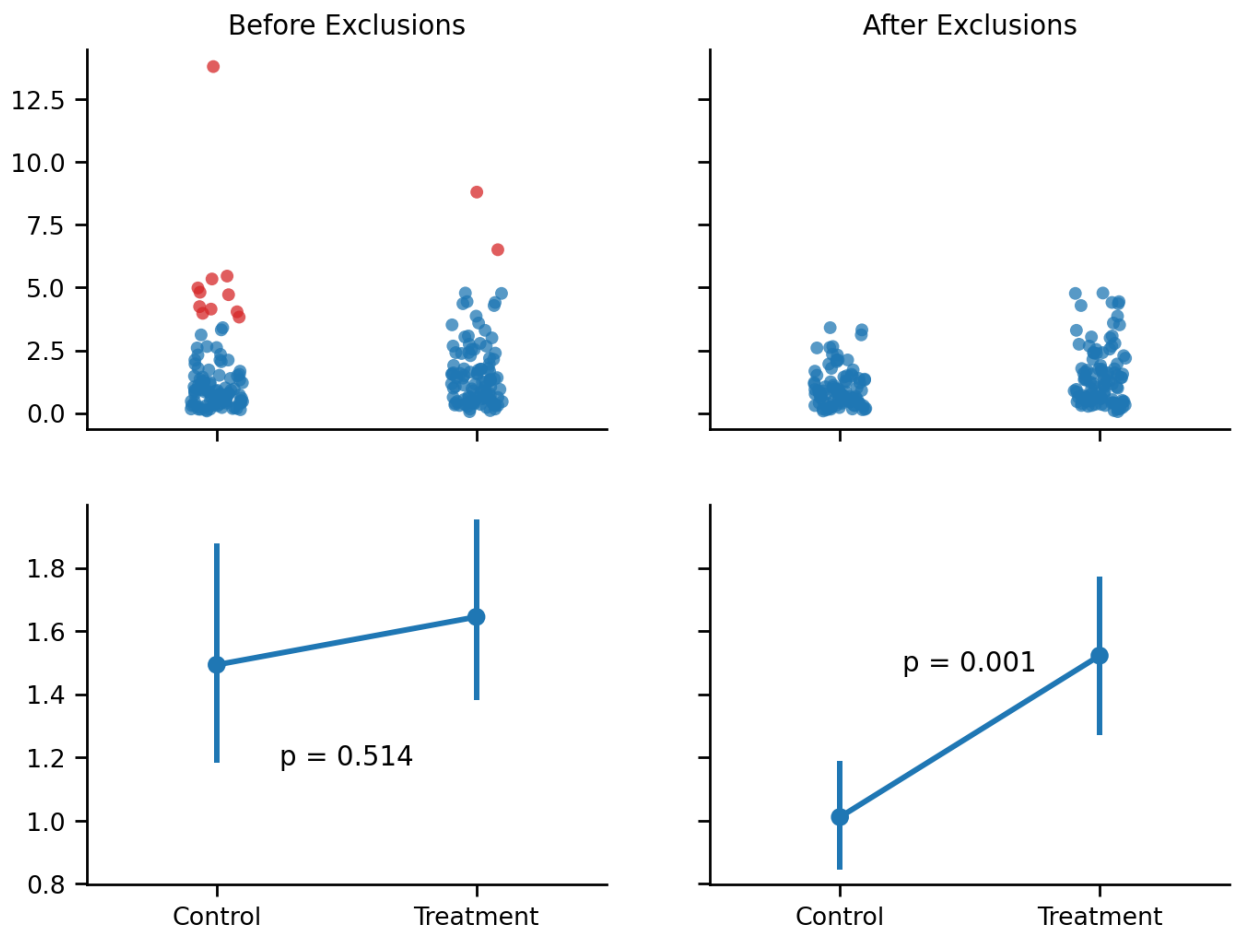 Before Exclusions
After Exclusions
12.5
10.0
7.5
5.0
2.5
0.0
1.8
1.6
1.4
1.2
1.0
0.8
p = 0.514
p = 0.001
Control
Treatment
Control
Treatment